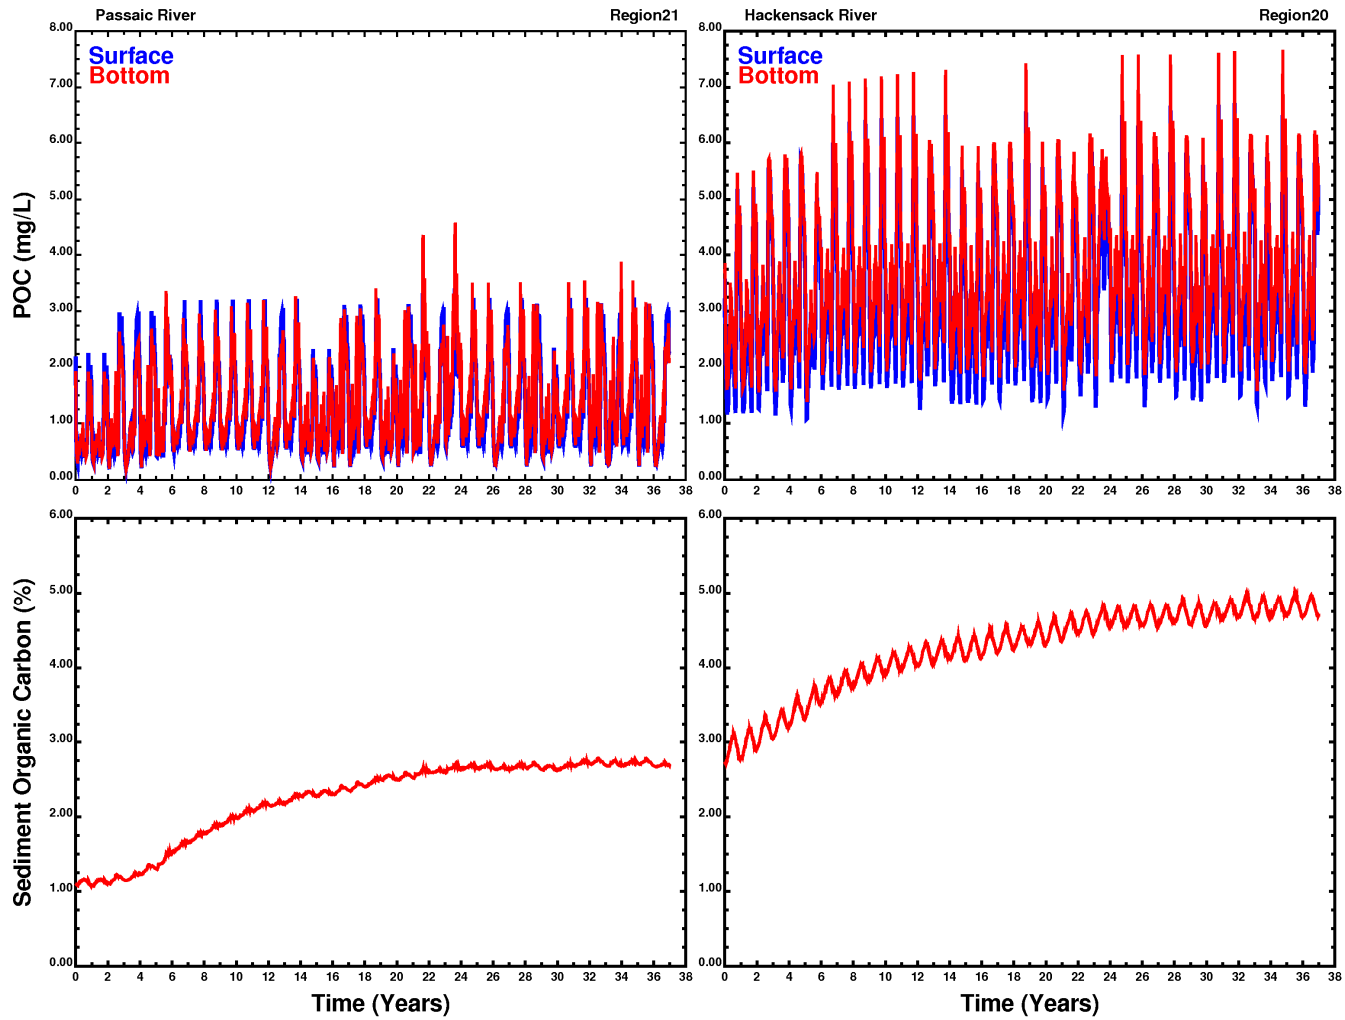 Passaic River Region21 Hackensack River Region20
8.00 8.00
Surface Surface
Bottom Bottom
7.00 7.00
6.00 6.00
5.00 5.00
POC (mg/L)
4.00 4.00
3.00 3.00
2.00 2.00
1.00 1.00
0.00 0.00
0 2 4 6 8 10 12 14 16 18 20 22 24 26 28 30 32 34 36 38 0 2 4 6 8 10 12 14 16 18 20 22 24 26 28 30 32 34 36 38
6.00 6.00
5.00 5.00
4.00 4.00
Sediment Organic Carbon (%)
3.00 3.00
2.00 2.00
1.00 1.00
0.00 0.00
0 2 4 6 8 10 12 14 16 18 20 22 24 26 28 30 32 34 36 38 0 2 4 6 8 10 12 14 16 18 20 22 24 26 28 30 32 34 36 38
Time (Years) Time (Years)